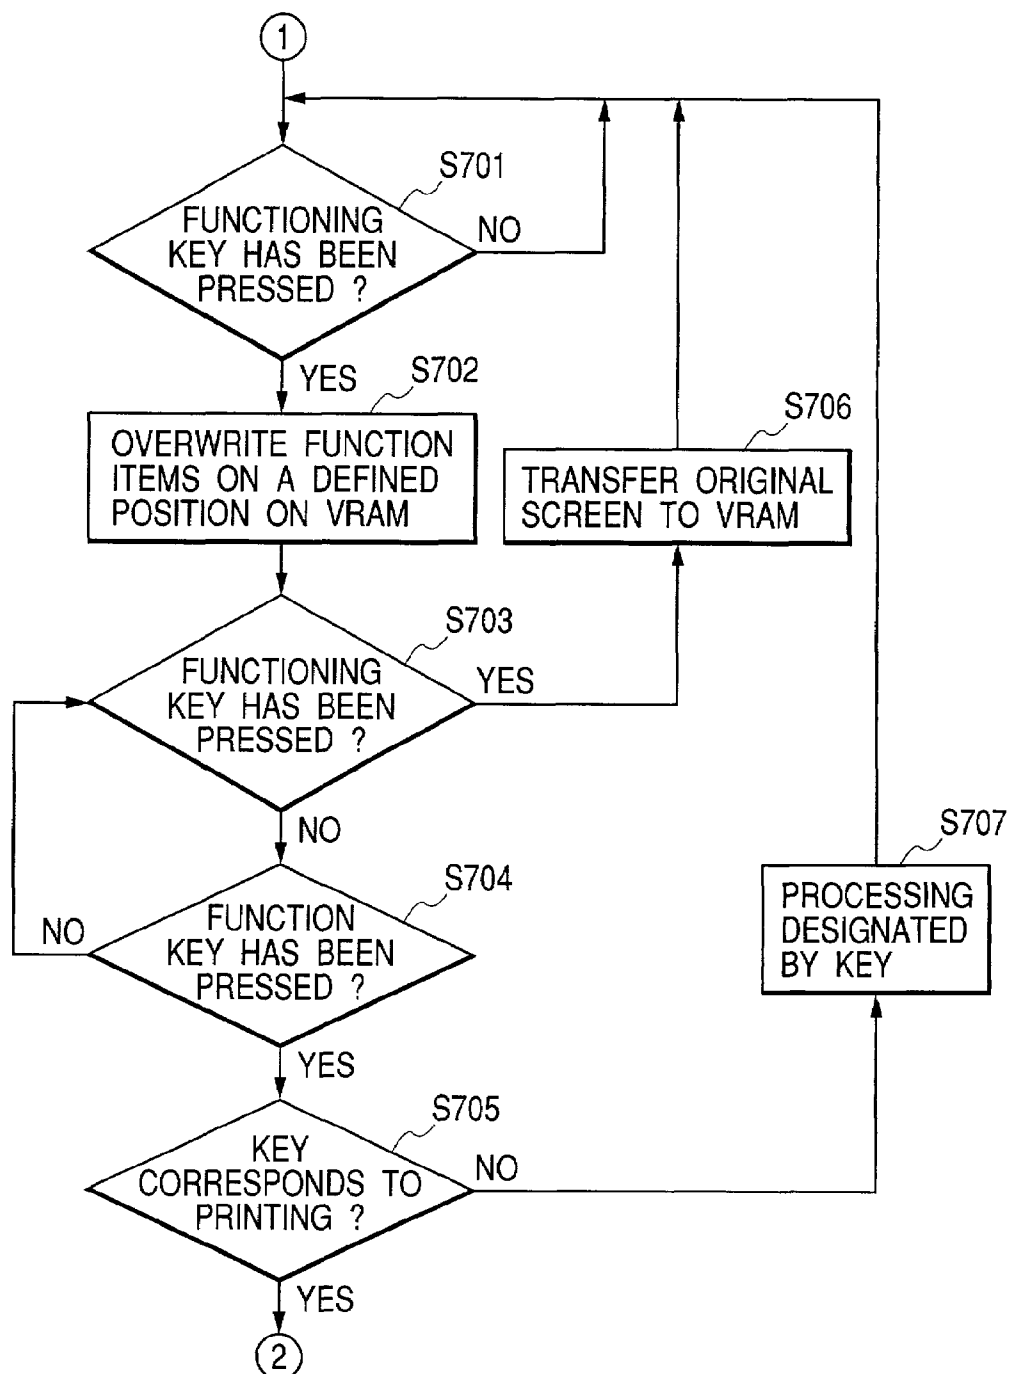 1
S701
FUNCTIONING
KEY HAS BEEN
PRESSED ?
NO
YES
S702
OVERWRITE FUNCTION
ITEMS ON A DEFINED
POSITION ON VRAM
S706
TRANSFER ORIGINAL
SCREEN TO VRAM
S703
FUNCTIONING
KEY HAS BEEN
PRESSED ?
YES
NO
S704
FUNCTION
KEY HAS BEEN
PRESSED ?
NO
YES
S707
PROCESSING
DESIGNATED
BY KEY
S705
KEY
CORRESPONDS TO
PRINTING ?
NO
YES
2